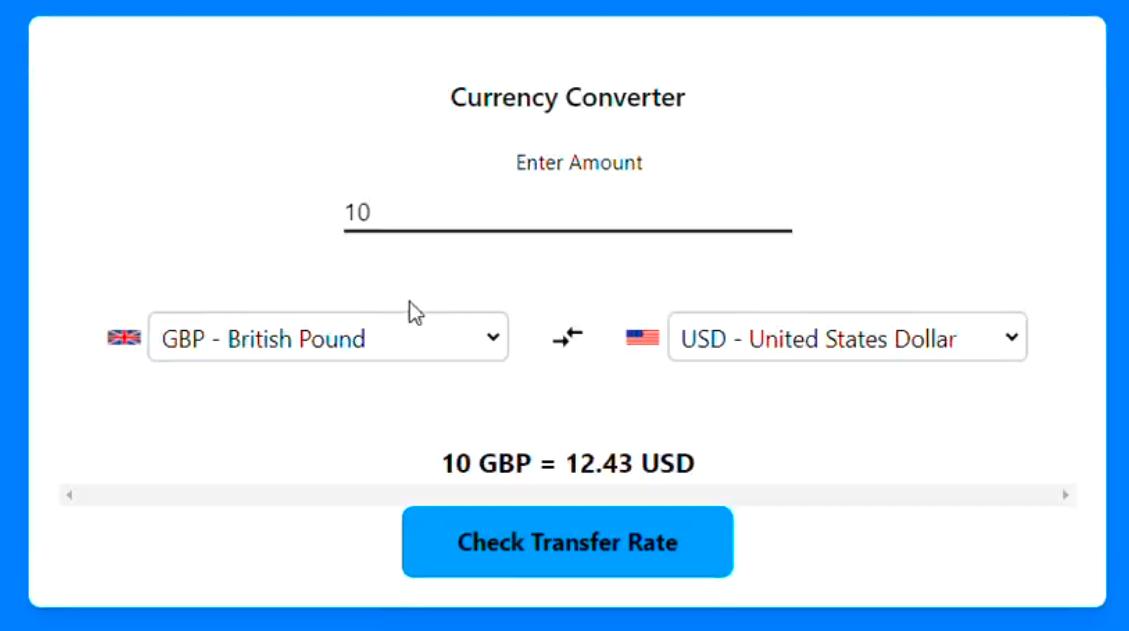 Currency Converter
Enter Amount
10
GBP - British Pound
USD - United States Dollar
10 GBP = 12.43 USD
Check Transfer Rate